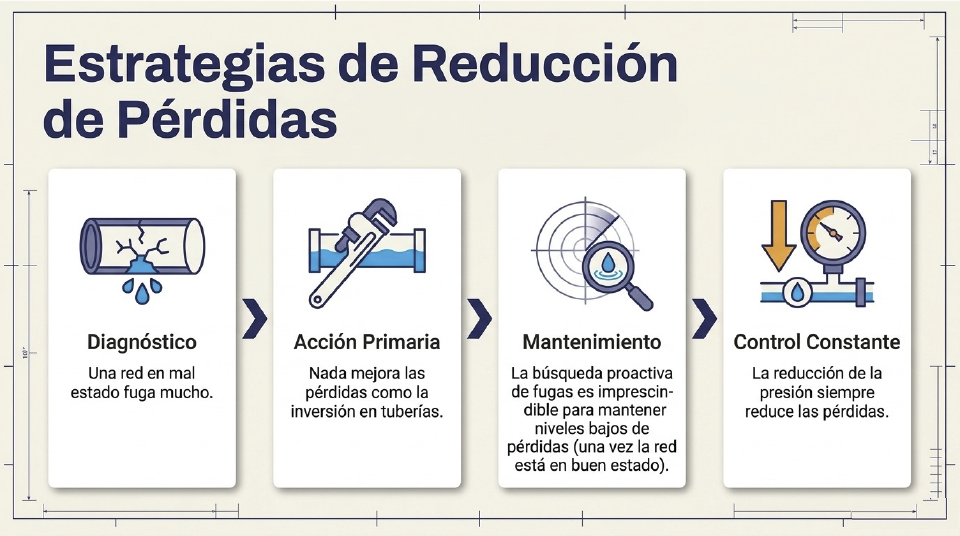 Estrategias de Reducción
de Pérdidas
Diagnóstico
Una red en mal
estado fuga mucho.
Acción Primaria
Nada mejora las
pérdidas como la
inversión en tuberías.
Mantenimiento
La búsqueda proactiva
de fugas es imprescin-
dible para mantener
niveles bajos de
pérdidas (una vez la red
está en buen estado).
Control Constante
La reducción de la
presión siempre
reduce las pérdidas.